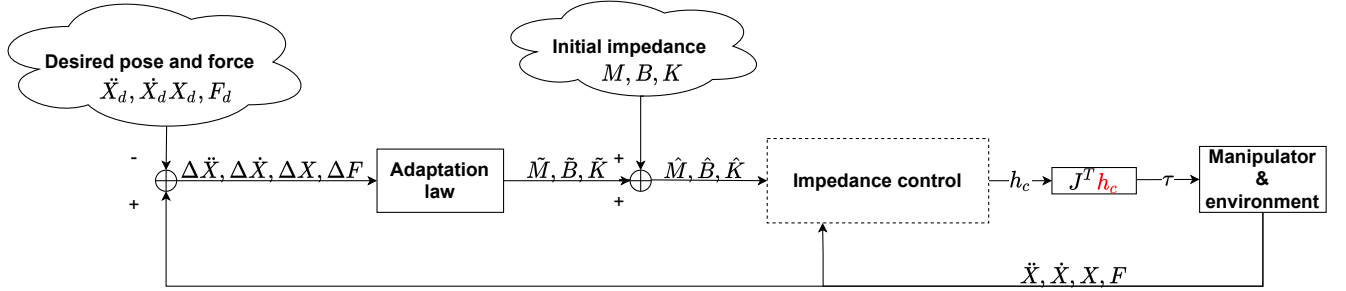 Desired pose and force
Ẍ_d, Ẋ_d X_d, F_d
Initial impedance
M, B, K
-
+
ΔẌ, ΔẊ, ΔX, ΔF
Adaptation
law
M̃, B̃, K̃
+
+
M̂, B̂, K̂
Impedance control
h_c
J^T h_c
τ
Manipulator
&
environment
Ẍ, Ẋ, X, F